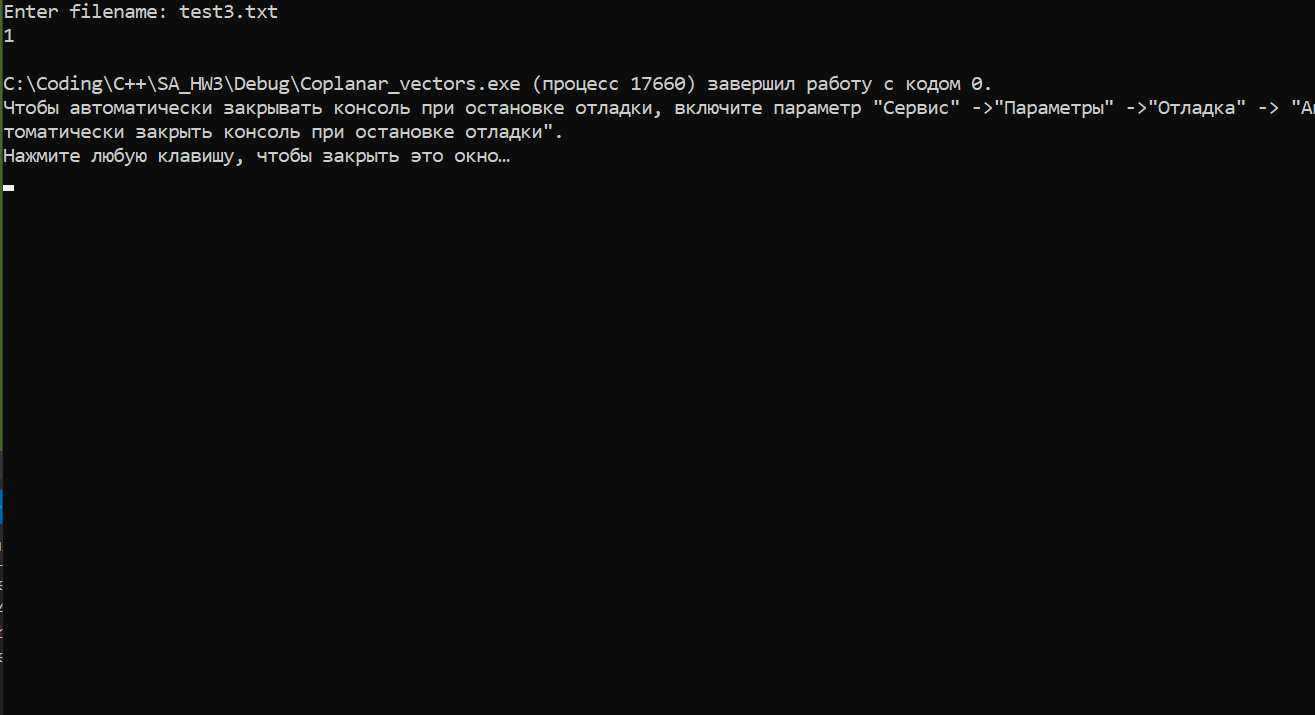 Enter filename: test3.txt
1
C:\Coding\C++\SA_HW3\Debug\Coplanar_vectors.exe (процесс 17660) завершил работу с кодом 0.
Чтобы автоматически закрывать консоль при остановке отладки, включите параметр "Сервис" ->"Параметры" ->"Отладка" -> "Ав
томатически закрыть консоль при остановке отладки".
Нажмите любую клавишу, чтобы закрыть это окно…